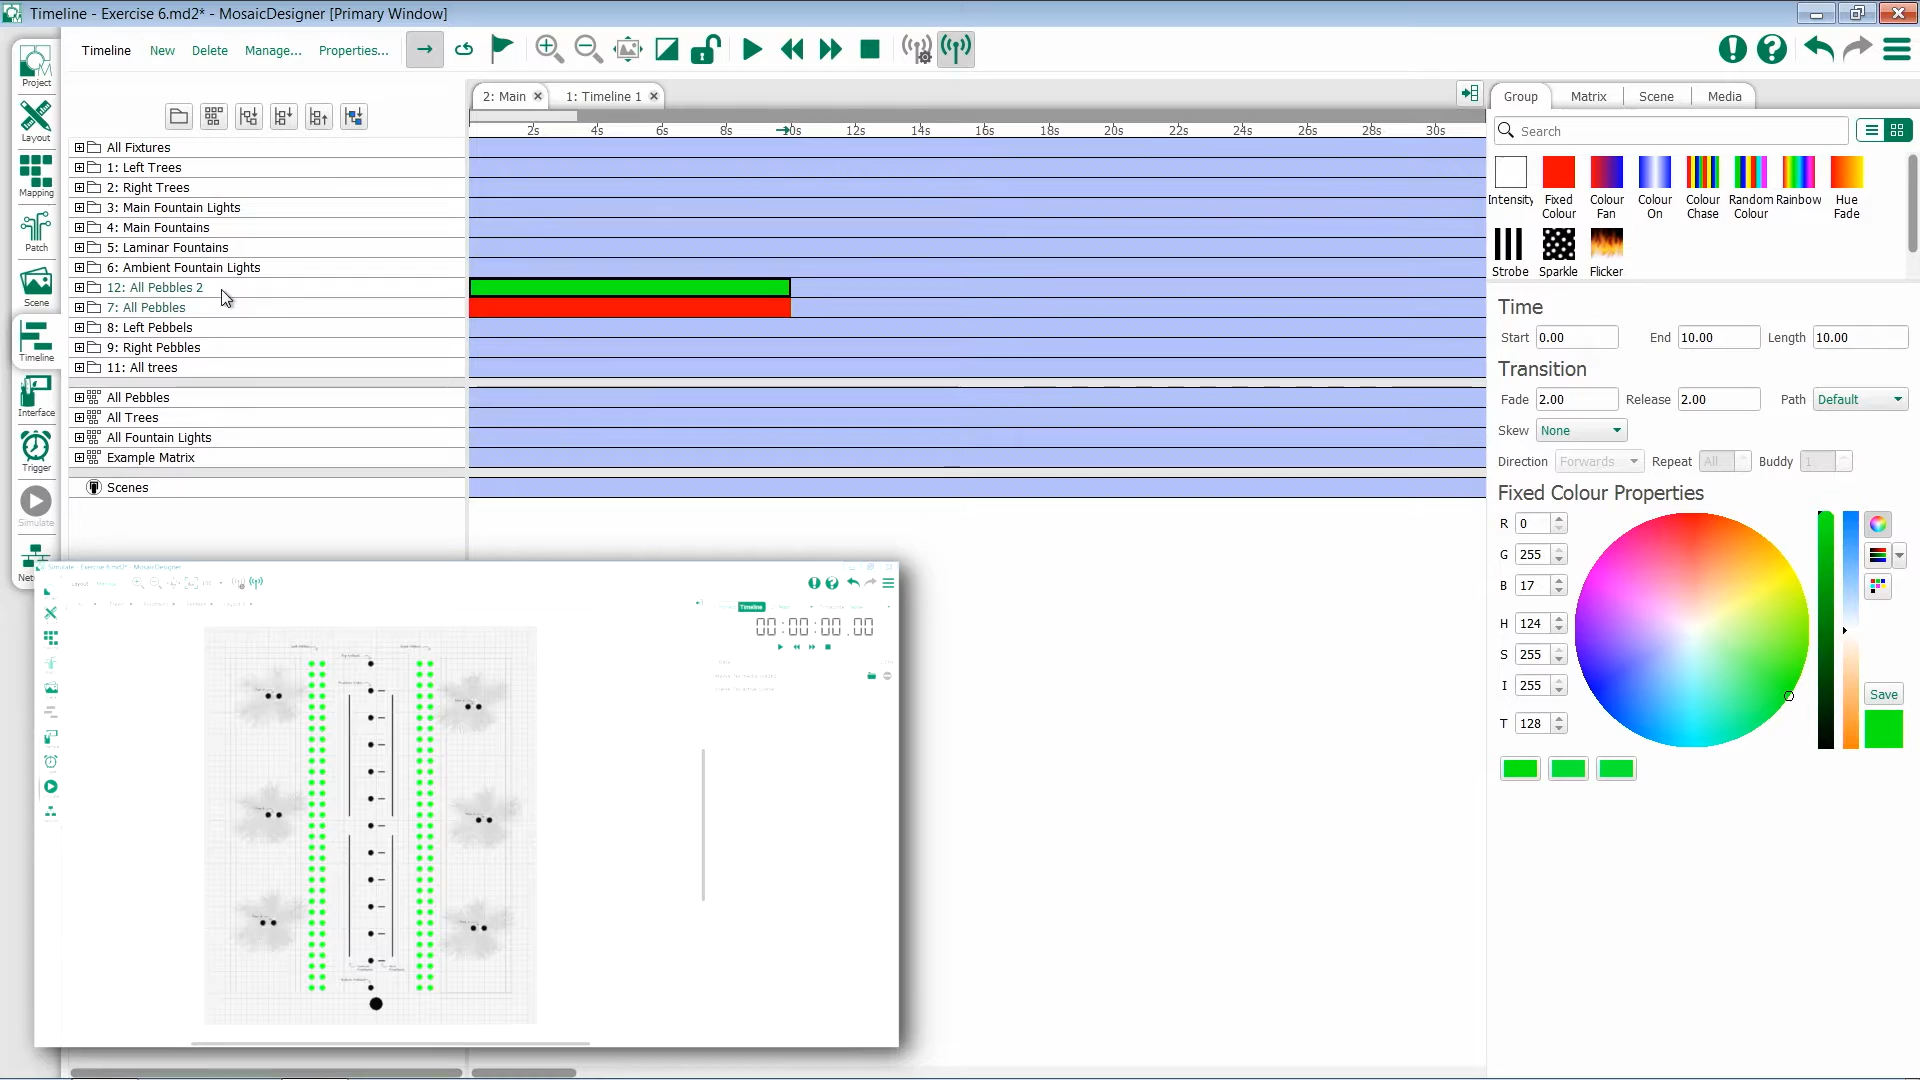 Timeline - Exercise 6.md2* - MosaicDesigner [Primary Window]
Timeline New Delete Manage... Properties...
Project
Layout
Mapping
Patch
Scene
Timeline
Interface
Trigger
Simulate
2: Main 1: Timeline 1
2s 4s 6s 8s 10s 12s 14s 16s 18s 20s 22s 24s 26s 28s 30s
All Fixtures
1: Left Trees
2: Right Trees
3: Main Fountain Lights
4: Main Fountains
5: Laminar Fountains
6: Ambient Fountain Lights
12: All Pebbles 2
7: All Pebbles
8: Left Pebbels
9: Right Pebbles
11: All trees
All Pebbles
All Trees
All Fountain Lights
Example Matrix
Scenes
Simulate - Exercise 6.md2* - MosaicDesigner
Timeline
00:00:00.00
Group Matrix Scene Media
Search
Intensity
Fixed Colour
Colour Fan
Colour On
Colour Chase
Random Colour
Rainbow
Hue Fade
Strobe
Sparkle
Flicker
Time
Start 0.00 End 10.00 Length 10.00
Transition
Fade 2.00 Release 2.00 Path Default
Skew None
Direction Forwards Repeat All Buddy 1
Fixed Colour Properties
R 0
G 255
B 17
H 124
S 255
I 255
T 128
Save